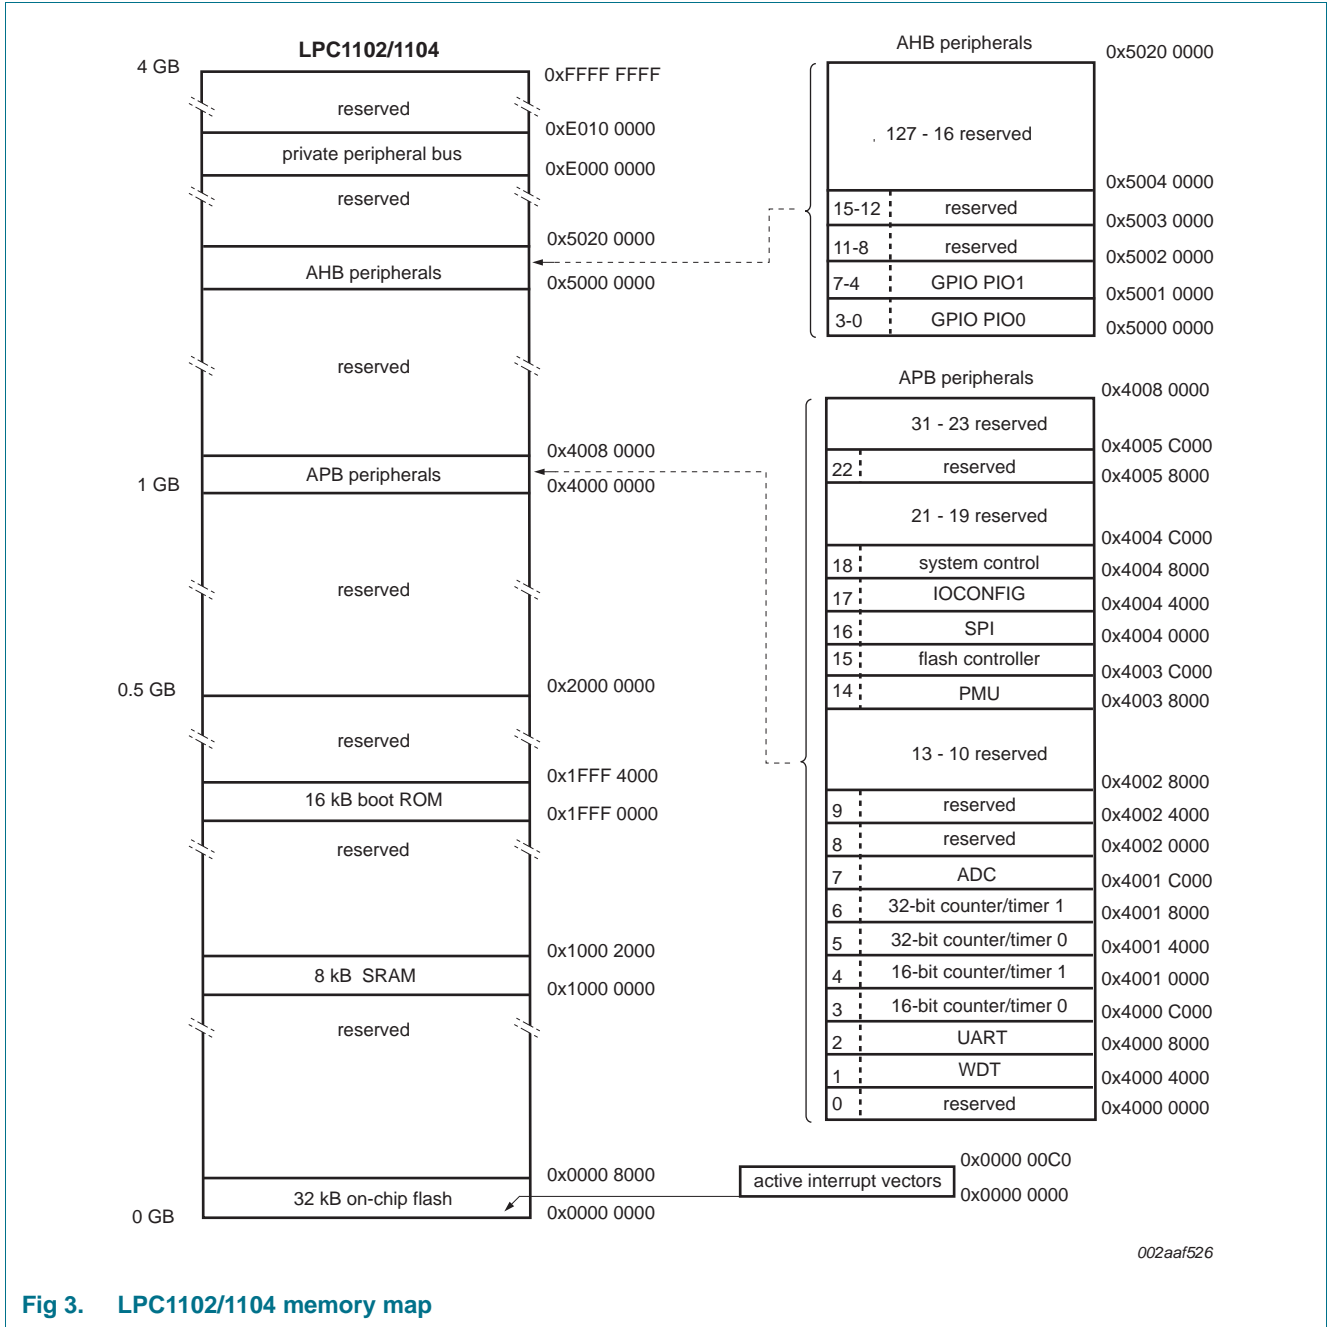 LPC1102/1104
4 GB
0xFFFF FFFF
reserved
0xE010 0000
private peripheral bus
0xE000 0000
reserved
0x5020 0000
AHB peripherals
0x5000 0000
reserved
0x4008 0000
APB peripherals
1 GB
0x4000 0000
reserved
0.5 GB
0x2000 0000
reserved
0x1FFF 4000
16 kB boot ROM
0x1FFF 0000
reserved
0x1000 2000
8 kB SRAM
0x1000 0000
reserved
0x0000 8000
32 kB on-chip flash
0 GB
0x0000 0000
AHB peripherals
0x5020 0000
127 - 16 reserved
0x5004 0000
15-12 reserved
0x5003 0000
11-8 reserved
0x5002 0000
7-4 GPIO PIO1
0x5001 0000
3-0 GPIO PIO0
0x5000 0000
APB peripherals
0x4008 0000
31 - 23 reserved
0x4005 C000
22 reserved
0x4005 8000
21 - 19 reserved
0x4004 C000
18 system control
0x4004 8000
17 IOCONFIG
0x4004 4000
16 SPI
0x4004 0000
15 flash controller
0x4003 C000
14 PMU
0x4003 8000
13 - 10 reserved
0x4002 8000
9 reserved
0x4002 4000
8 reserved
0x4002 0000
7 ADC
0x4001 C000
6 32-bit counter/timer 1
0x4001 8000
5 32-bit counter/timer 0
0x4001 4000
4 16-bit counter/timer 1
0x4001 0000
3 16-bit counter/timer 0
0x4000 C000
2 UART
0x4000 8000
1 WDT
0x4000 4000
0 reserved
0x4000 0000
0x0000 00C0
active interrupt vectors
0x0000 0000
002aaf526
Fig 3. LPC1102/1104 memory map